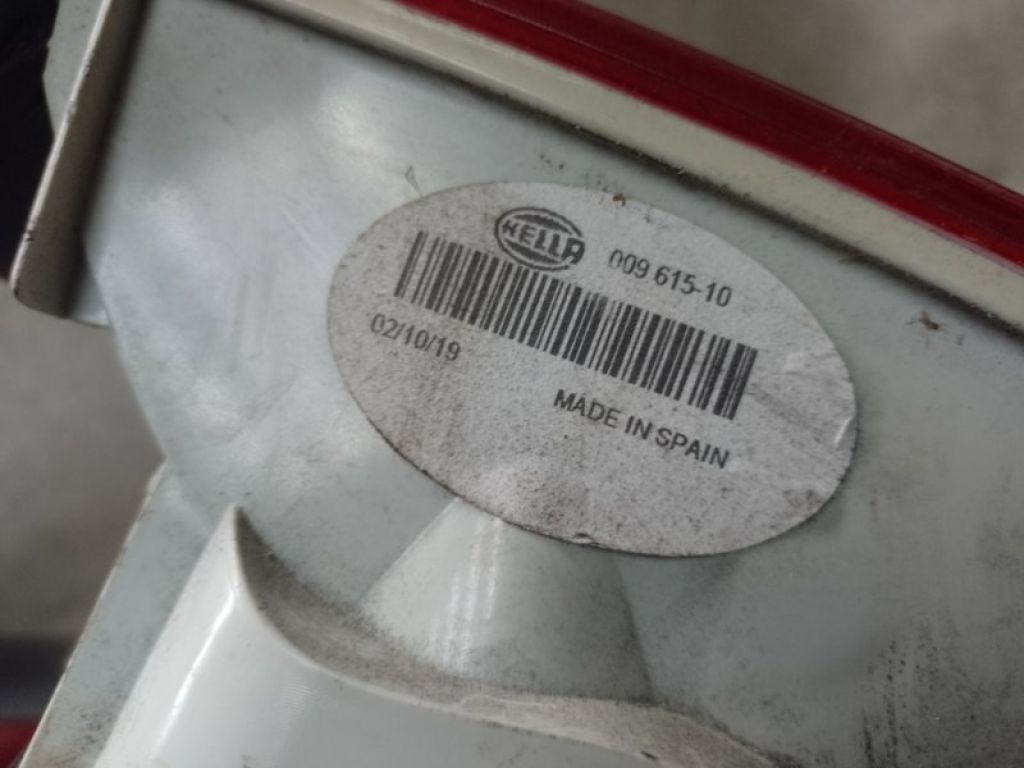 HELLA
009 615-10
02/10/19
MADE IN SPAIN